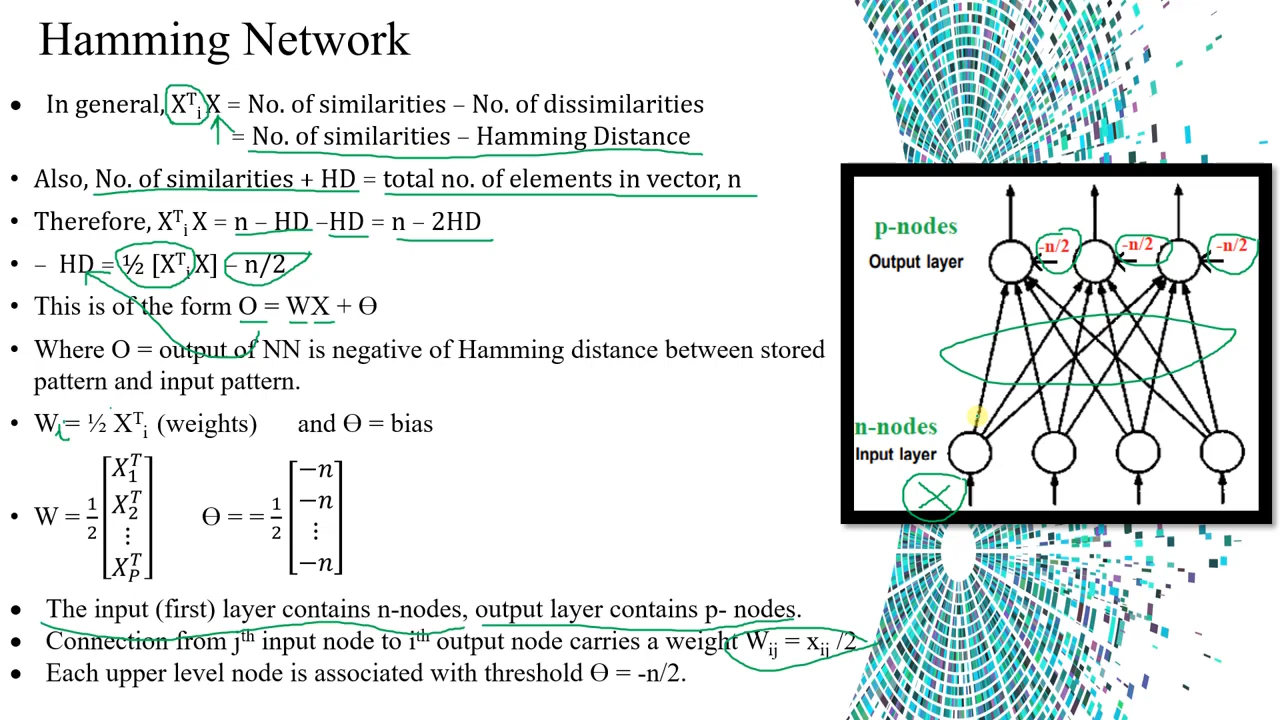 Hamming Network
• In general, Xᵀᵢ X = No. of similarities – No. of dissimilarities
= No. of similarities – Hamming Distance
• Also, No. of similarities + HD = total no. of elements in vector, n
• Therefore, Xᵀᵢ X = n – HD –HD = n – 2HD
• – HD = ½ [Xᵀᵢ X] – n/2
• This is of the form O = WX + ϴ
• Where O = output of NN is negative of Hamming distance between stored
pattern and input pattern.
• Wᵢ = ½ Xᵀᵢ (weights) and ϴ = bias
• W = 1/2 [X₁ᵀ X₂ᵀ ⋮ X_Pᵀ] ϴ = = 1/2 [−n −n ⋮ −n]
• The input (first) layer contains n-nodes, output layer contains p- nodes.
• Connection from jᵗʰ input node to iᵗʰ output node carries a weight Wᵢⱼ = xᵢⱼ /2
• Each upper level node is associated with threshold ϴ = -n/2.
p-nodes
Output layer
-n/2 -n/2 -n/2
n-nodes
Input layer
X